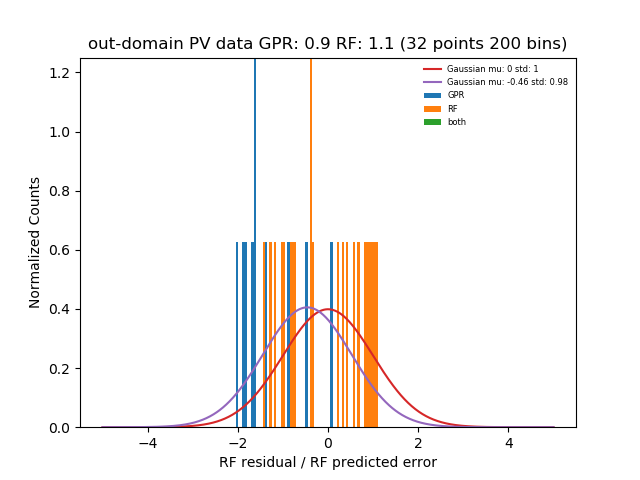 out-domain PV data GPR: 0.9 RF: 1.1 (32 points 200 bins)
Gaussian mu: 0 std: 1
Gaussian mu: -0.46 std: 0.98
GPR
RF
both
Normalized Counts
1.2
1.0
0.8
0.6
0.4
0.2
0.0
−4
−2
0
2
4
RF residual / RF predicted error